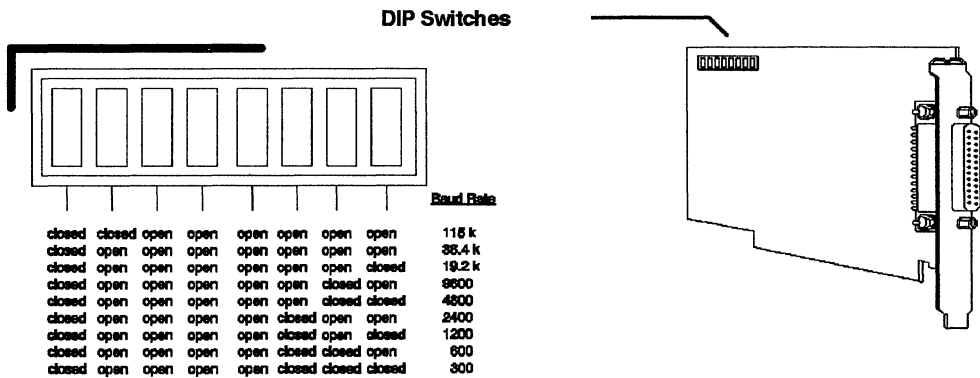 DIP Switches
Baud Rate
closed closed open open open open open open 115 k
closed open open open open open open open 38.4 k
closed open open open open open open closed 19.2 k
closed open open open open open closed open 9600
closed open open open open open closed closed 4800
closed open open open open closed open open 2400
closed open open open open closed open closed 1200
closed open open open open closed closed open 600
closed open open open open closed closed closed 300